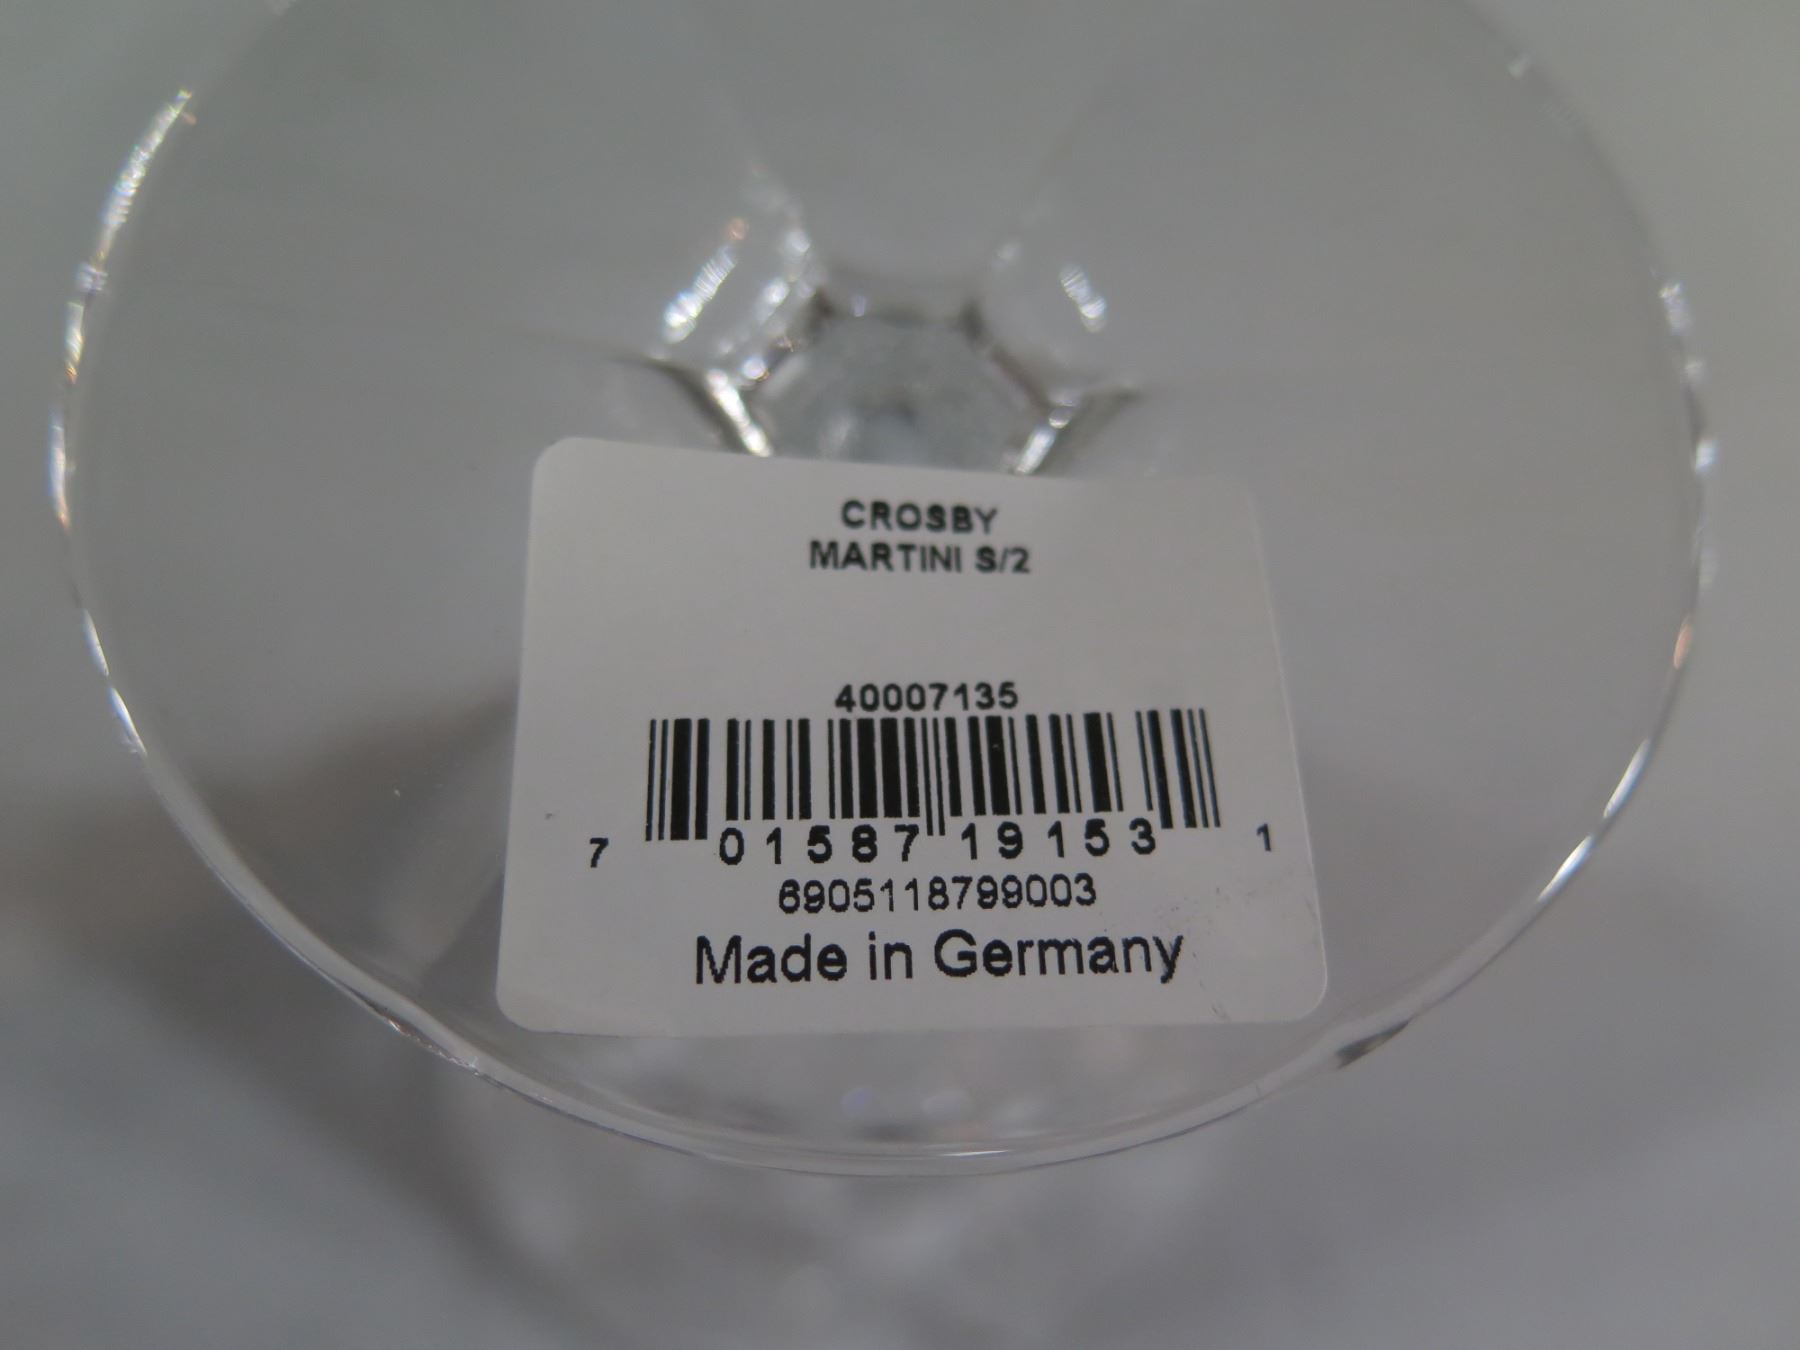 CROSBY
MARTINI S/2
40007135
7 01587 19153 1
6905118799003
Made in Germany